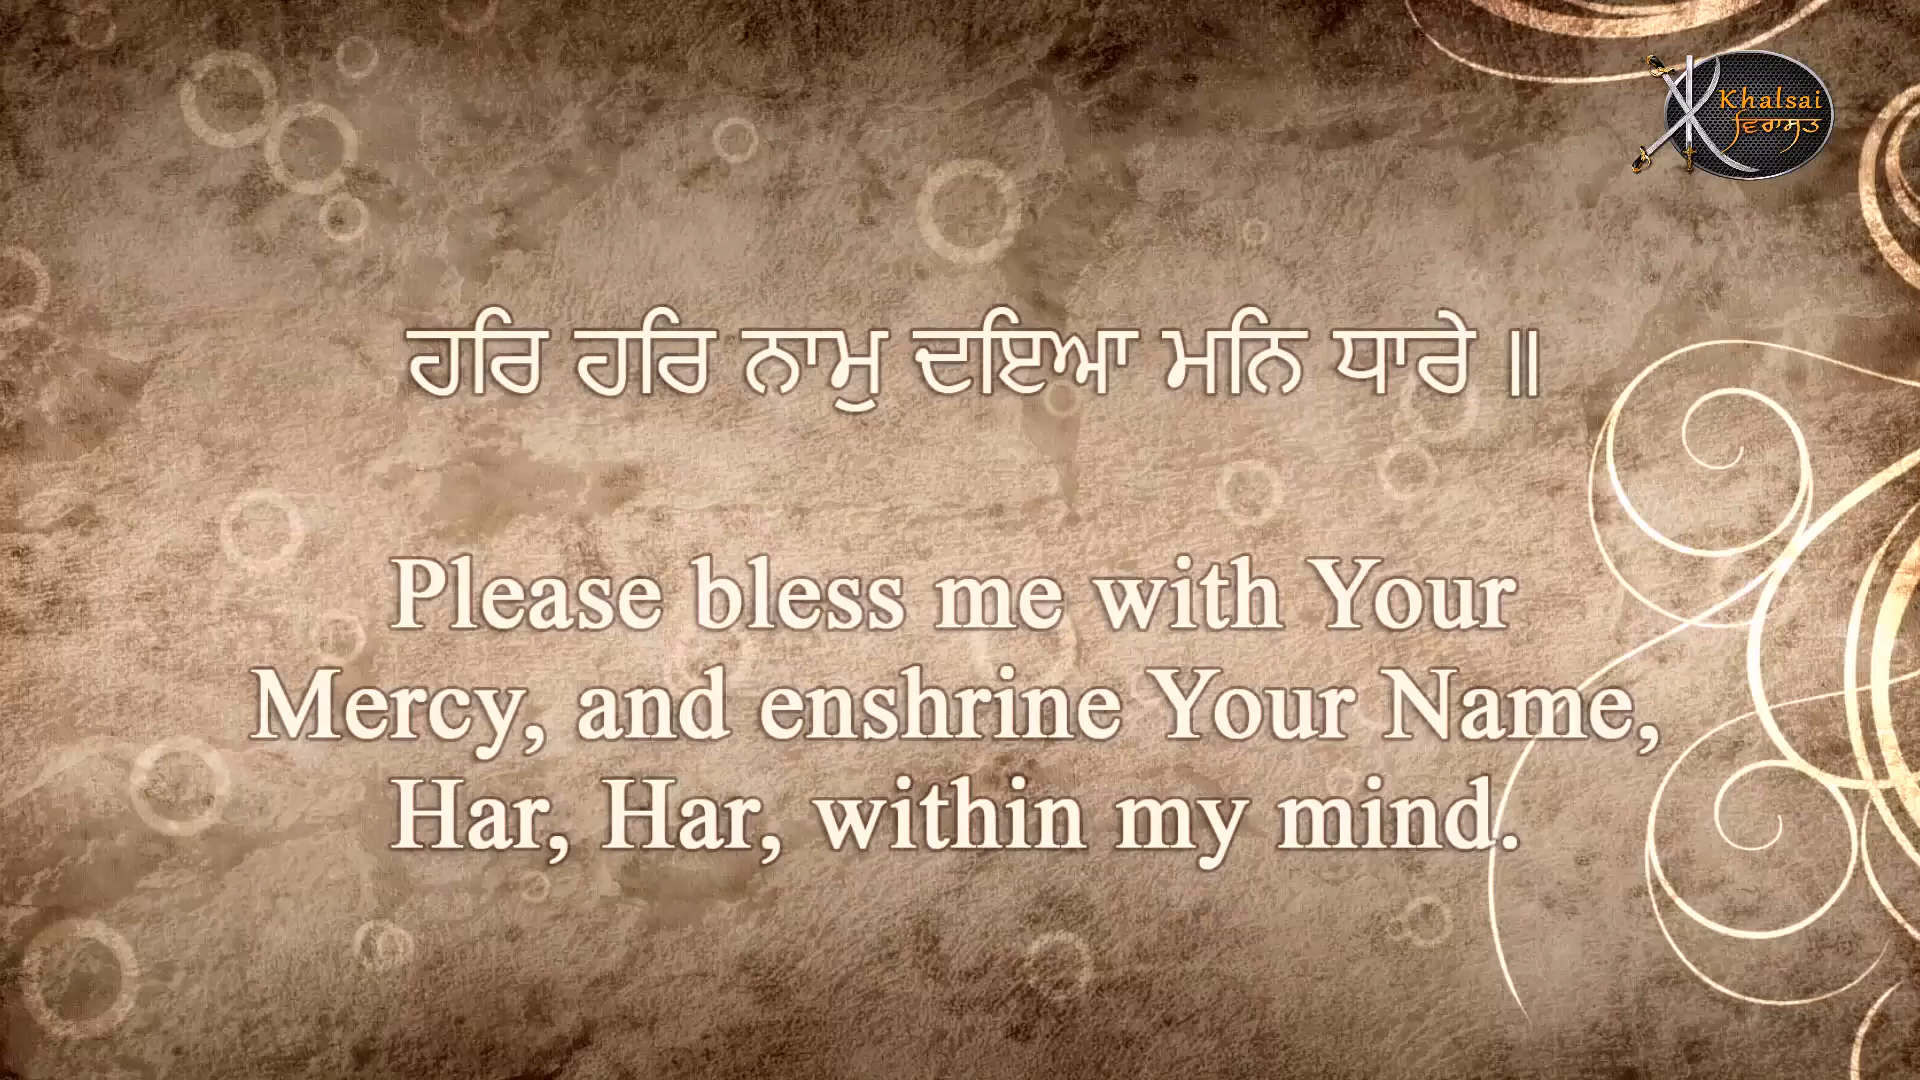 Khalsai
ਵਿਰਾਸਤ
ਹਰਿ ਹਰਿ ਨਾਮੁ ਦਇਆ ਮਨਿ ਧਾਰੇ ॥
Please bless me with Your
Mercy, and enshrine Your Name,
Har, Har, within my mind.